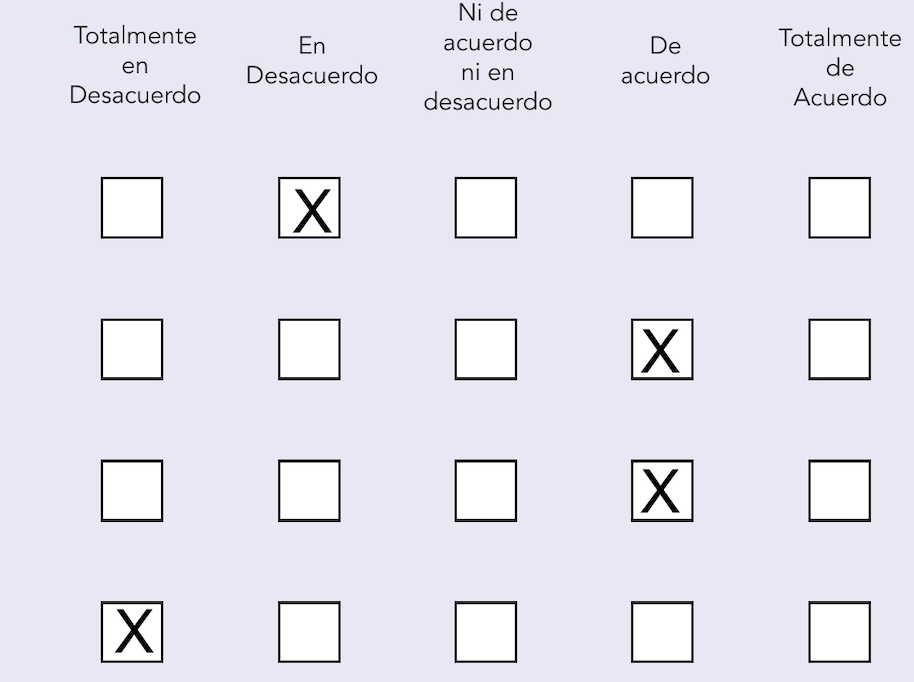 Totalmente
en
Desacuerdo
En
Desacuerdo
Ni de
acuerdo
ni en
desacuerdo
De
acuerdo
Totalmente
de
Acuerdo
X
X
X
X